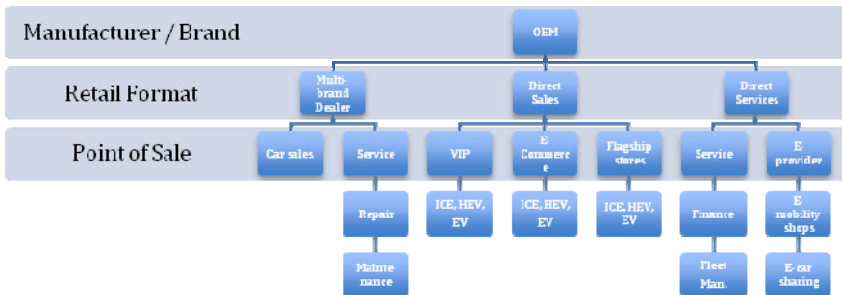 Manufacturer / Brand
OEM
Retail Format
Multi-
brand
Dealer
Direct
Sales
Direct
Services
Point of Sale
Car sales
Service
VIP
E-
Commerc
e
Flagship
stores
Service
E-
provider
Repair
ICE, HEV,
EV
ICE, HEV,
EV
ICE, HEV,
EV
Finance
E-
mobility
shops
Mainte
nance
Fleet
Man.
E-car
sharing